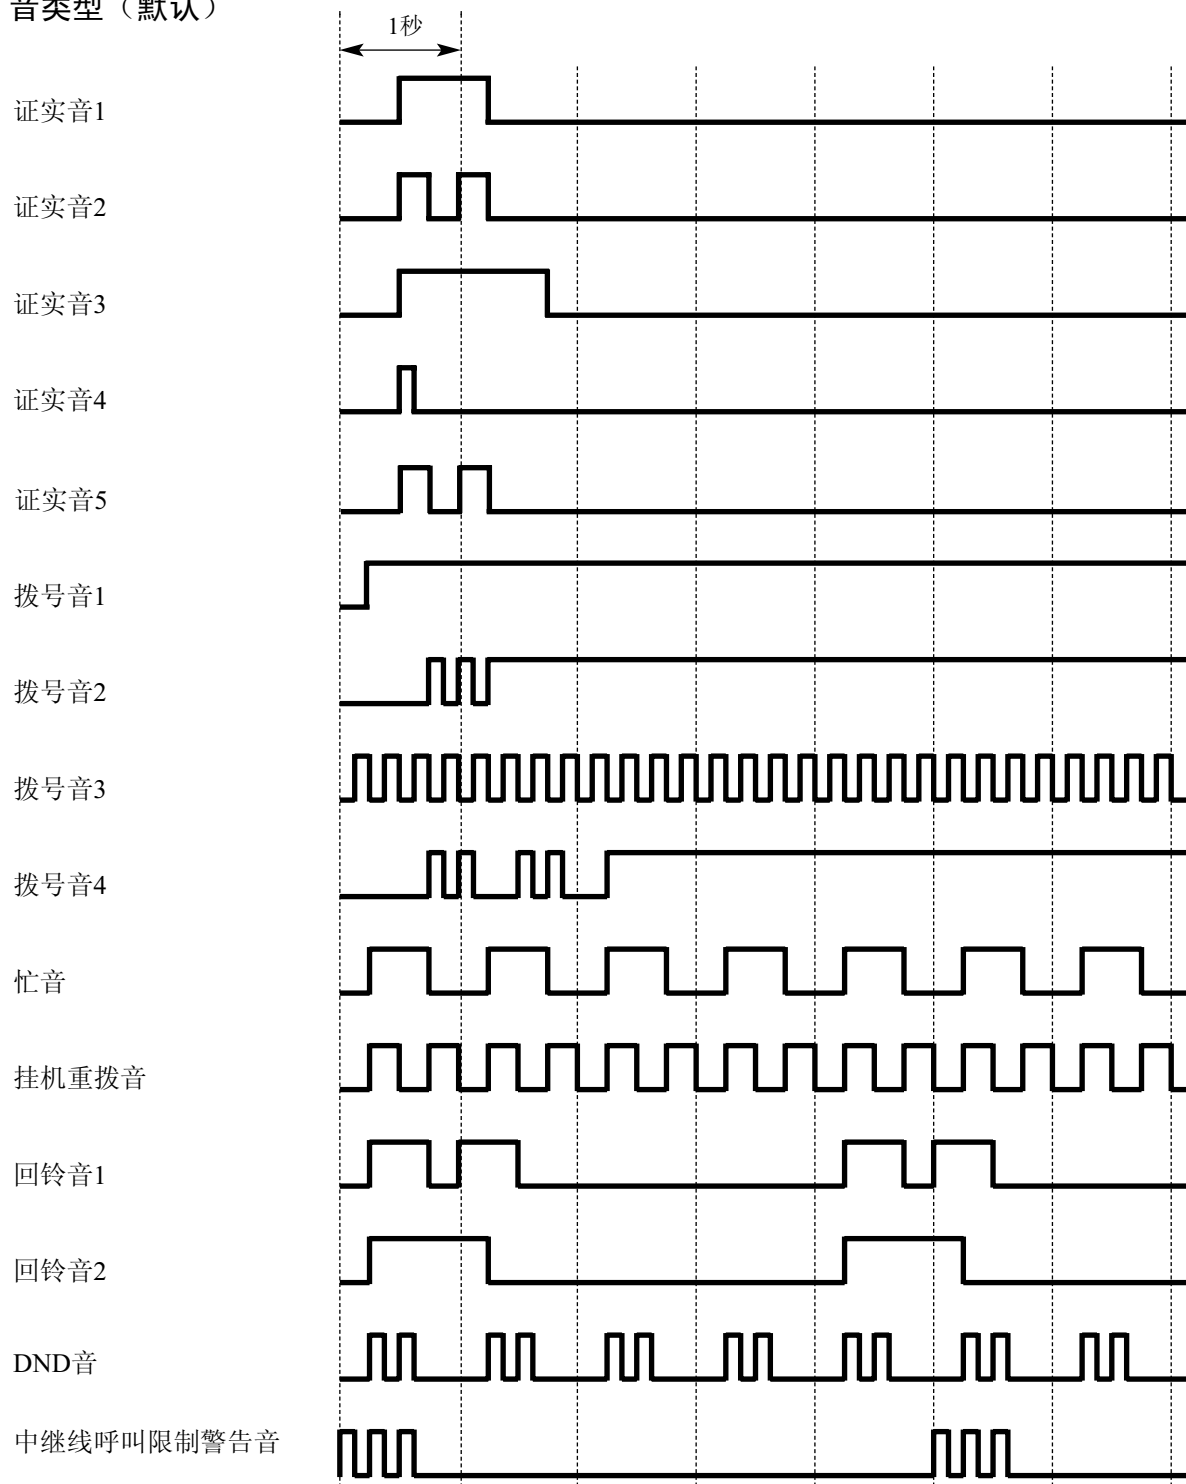 音类型（默认）
1秒
证实音1
证实音2
证实音3
证实音4
证实音5
拨号音1
拨号音2
拨号音3
拨号音4
忙音
挂机重拨音
回铃音1
回铃音2
DND音
中继线呼叫限制警告音